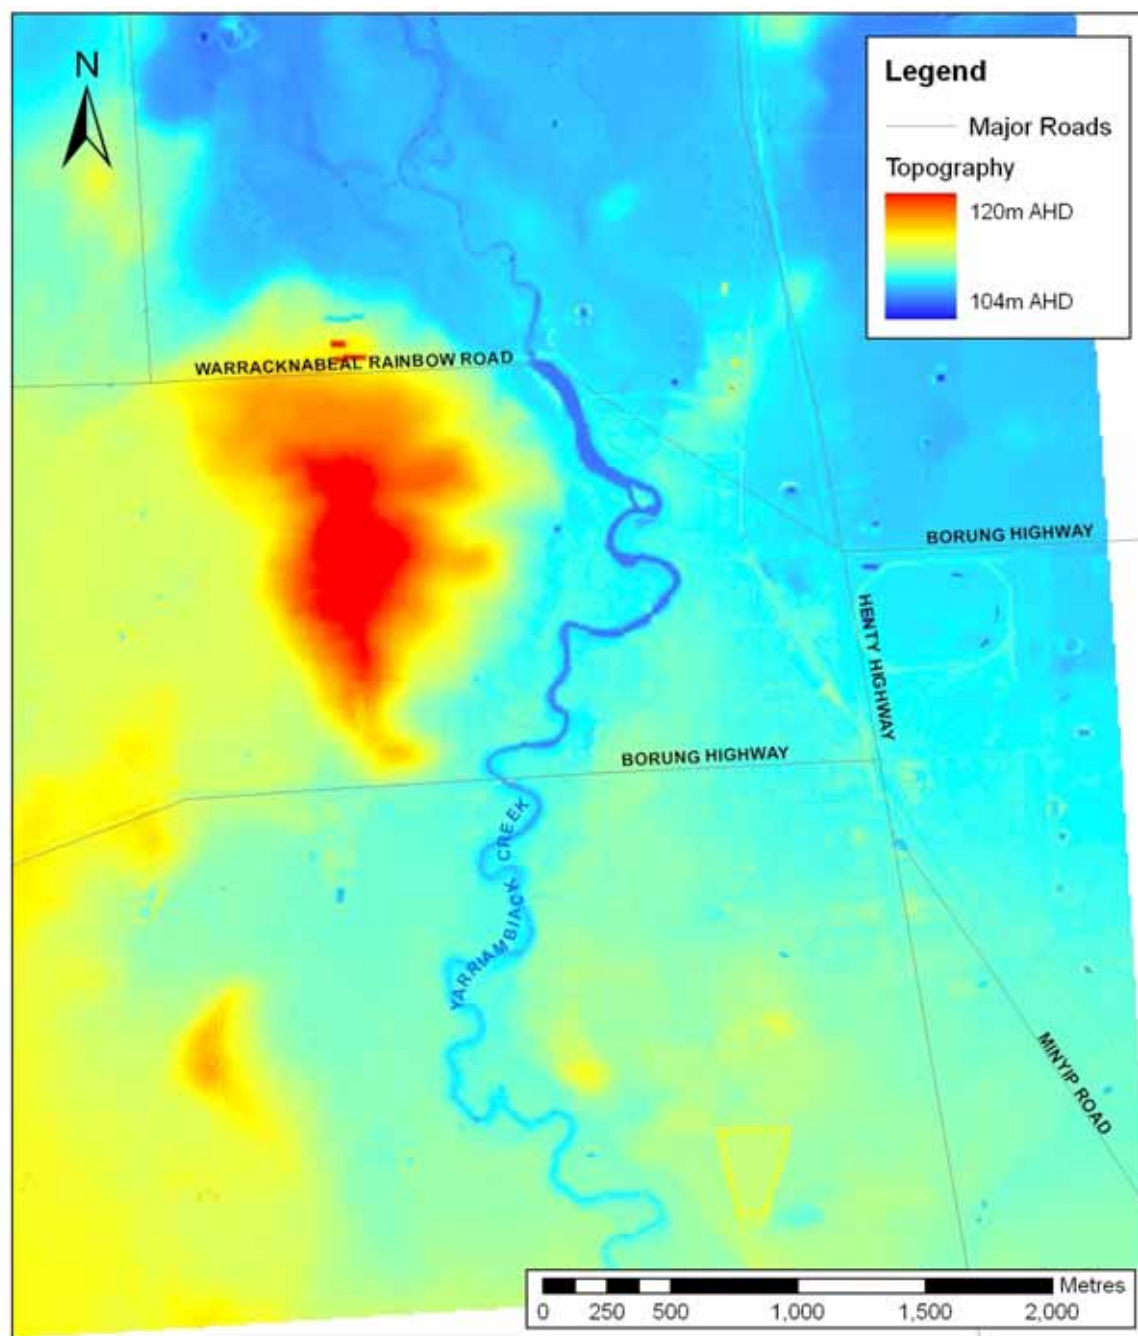 N
Legend
Major Roads
Topography
120m AHD
104m AHD
WARRACKNABEAL RAINBOW ROAD
BORUNG HIGHWAY
HENTY HIGHWAY
BORUNG HIGHWAY
YARRIAMBIACK CREEK
MINYIP ROAD
Metres
0 250 500 1,000 1,500 2,000